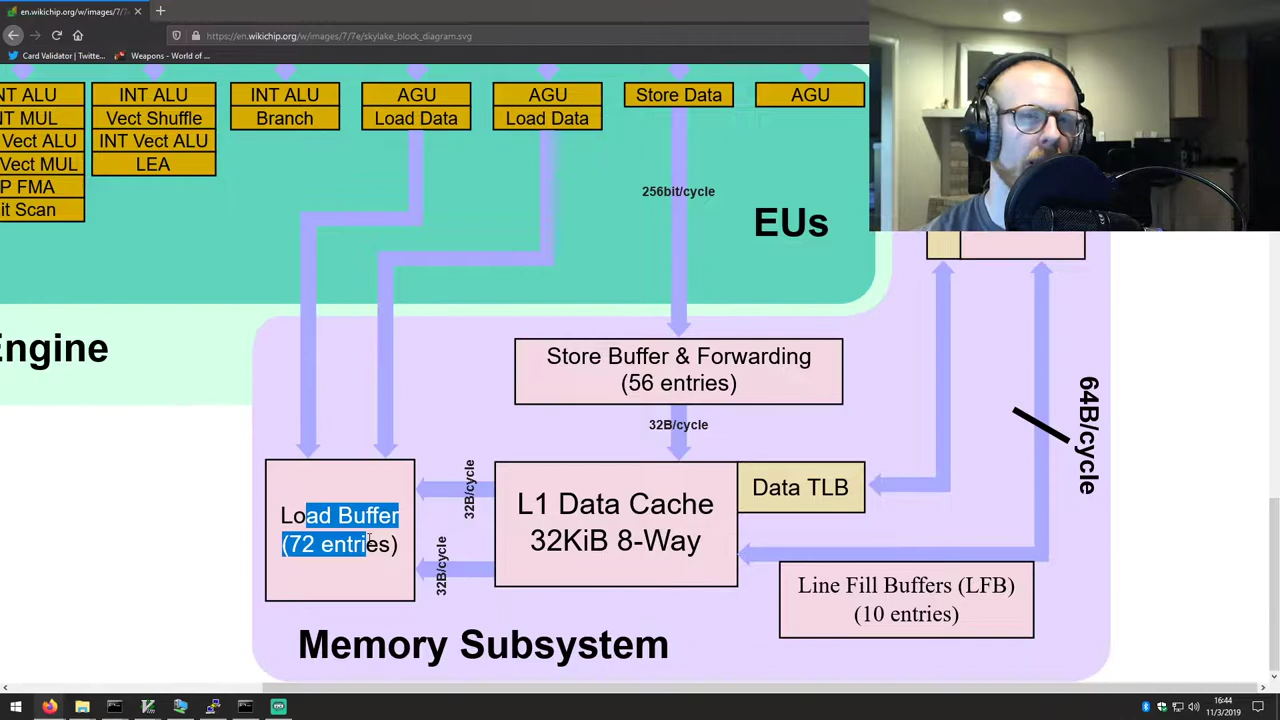 en.wikichip.org/w/images/7/7
https://en.wikichip.org/w/images/7/7e/skylake_block_diagram.svg
Card Validator | Twitte...
Weapons - World of ...
NT ALU
INT ALU
INT ALU
AGU
AGU
Store Data
AGU
NT MUL
Vect Shuffle
Branch
Load Data
Load Data
Vect ALU
INT Vect ALU
Vect MUL
LEA
P FMA
it Scan
256bit/cycle
EUs
Engine
Store Buffer & Forwarding
(56 entries)
32B/cycle
64B/cycle
Load Buffer
(72 entries)
32B/cycle
32B/cycle
L1 Data Cache
32KiB 8-Way
Data TLB
Line Fill Buffers (LFB)
(10 entries)
Memory Subsystem
16:44
11/3/2019